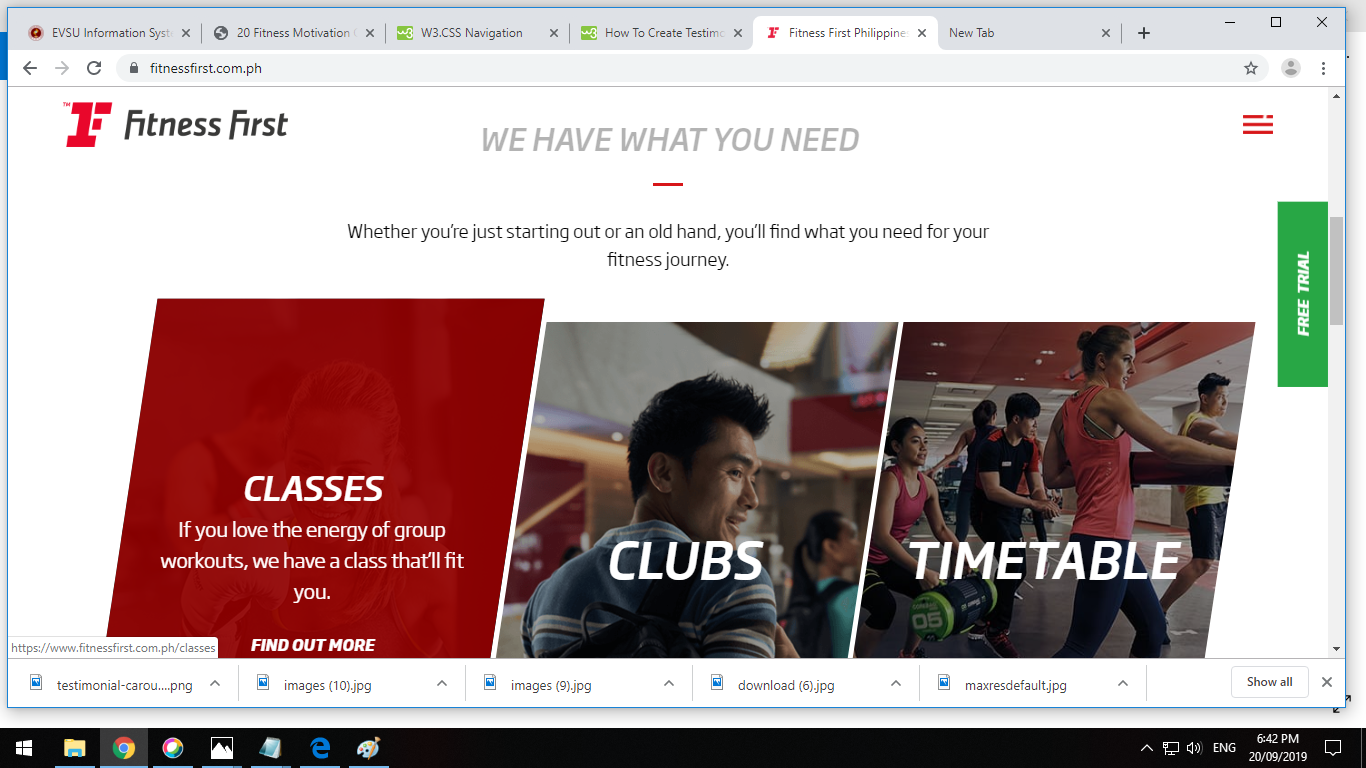 EVSU Information Syst
20 Fitness Motivation
W3.CSS Navigation
How To Create Testimo
Fitness First Philippine
New Tab
fitnessfirst.com.ph
TM
Fitness First
WE HAVE WHAT YOU NEED
Whether you're just starting out or an old hand, you'll find what you need for your
fitness journey.
FREE TRIAL
CLASSES
If you love the energy of group
workouts, we have a class that'll fit
you.
FIND OUT MORE
CLUBS
TIMETABLE
05
https://www.fitnessfirst.com.ph/classes
testimonial-carou....png
images (10).jpg
images (9).jpg
download (6).jpg
maxresdefault.jpg
Show all
ENG
6:42 PM
20/09/2019